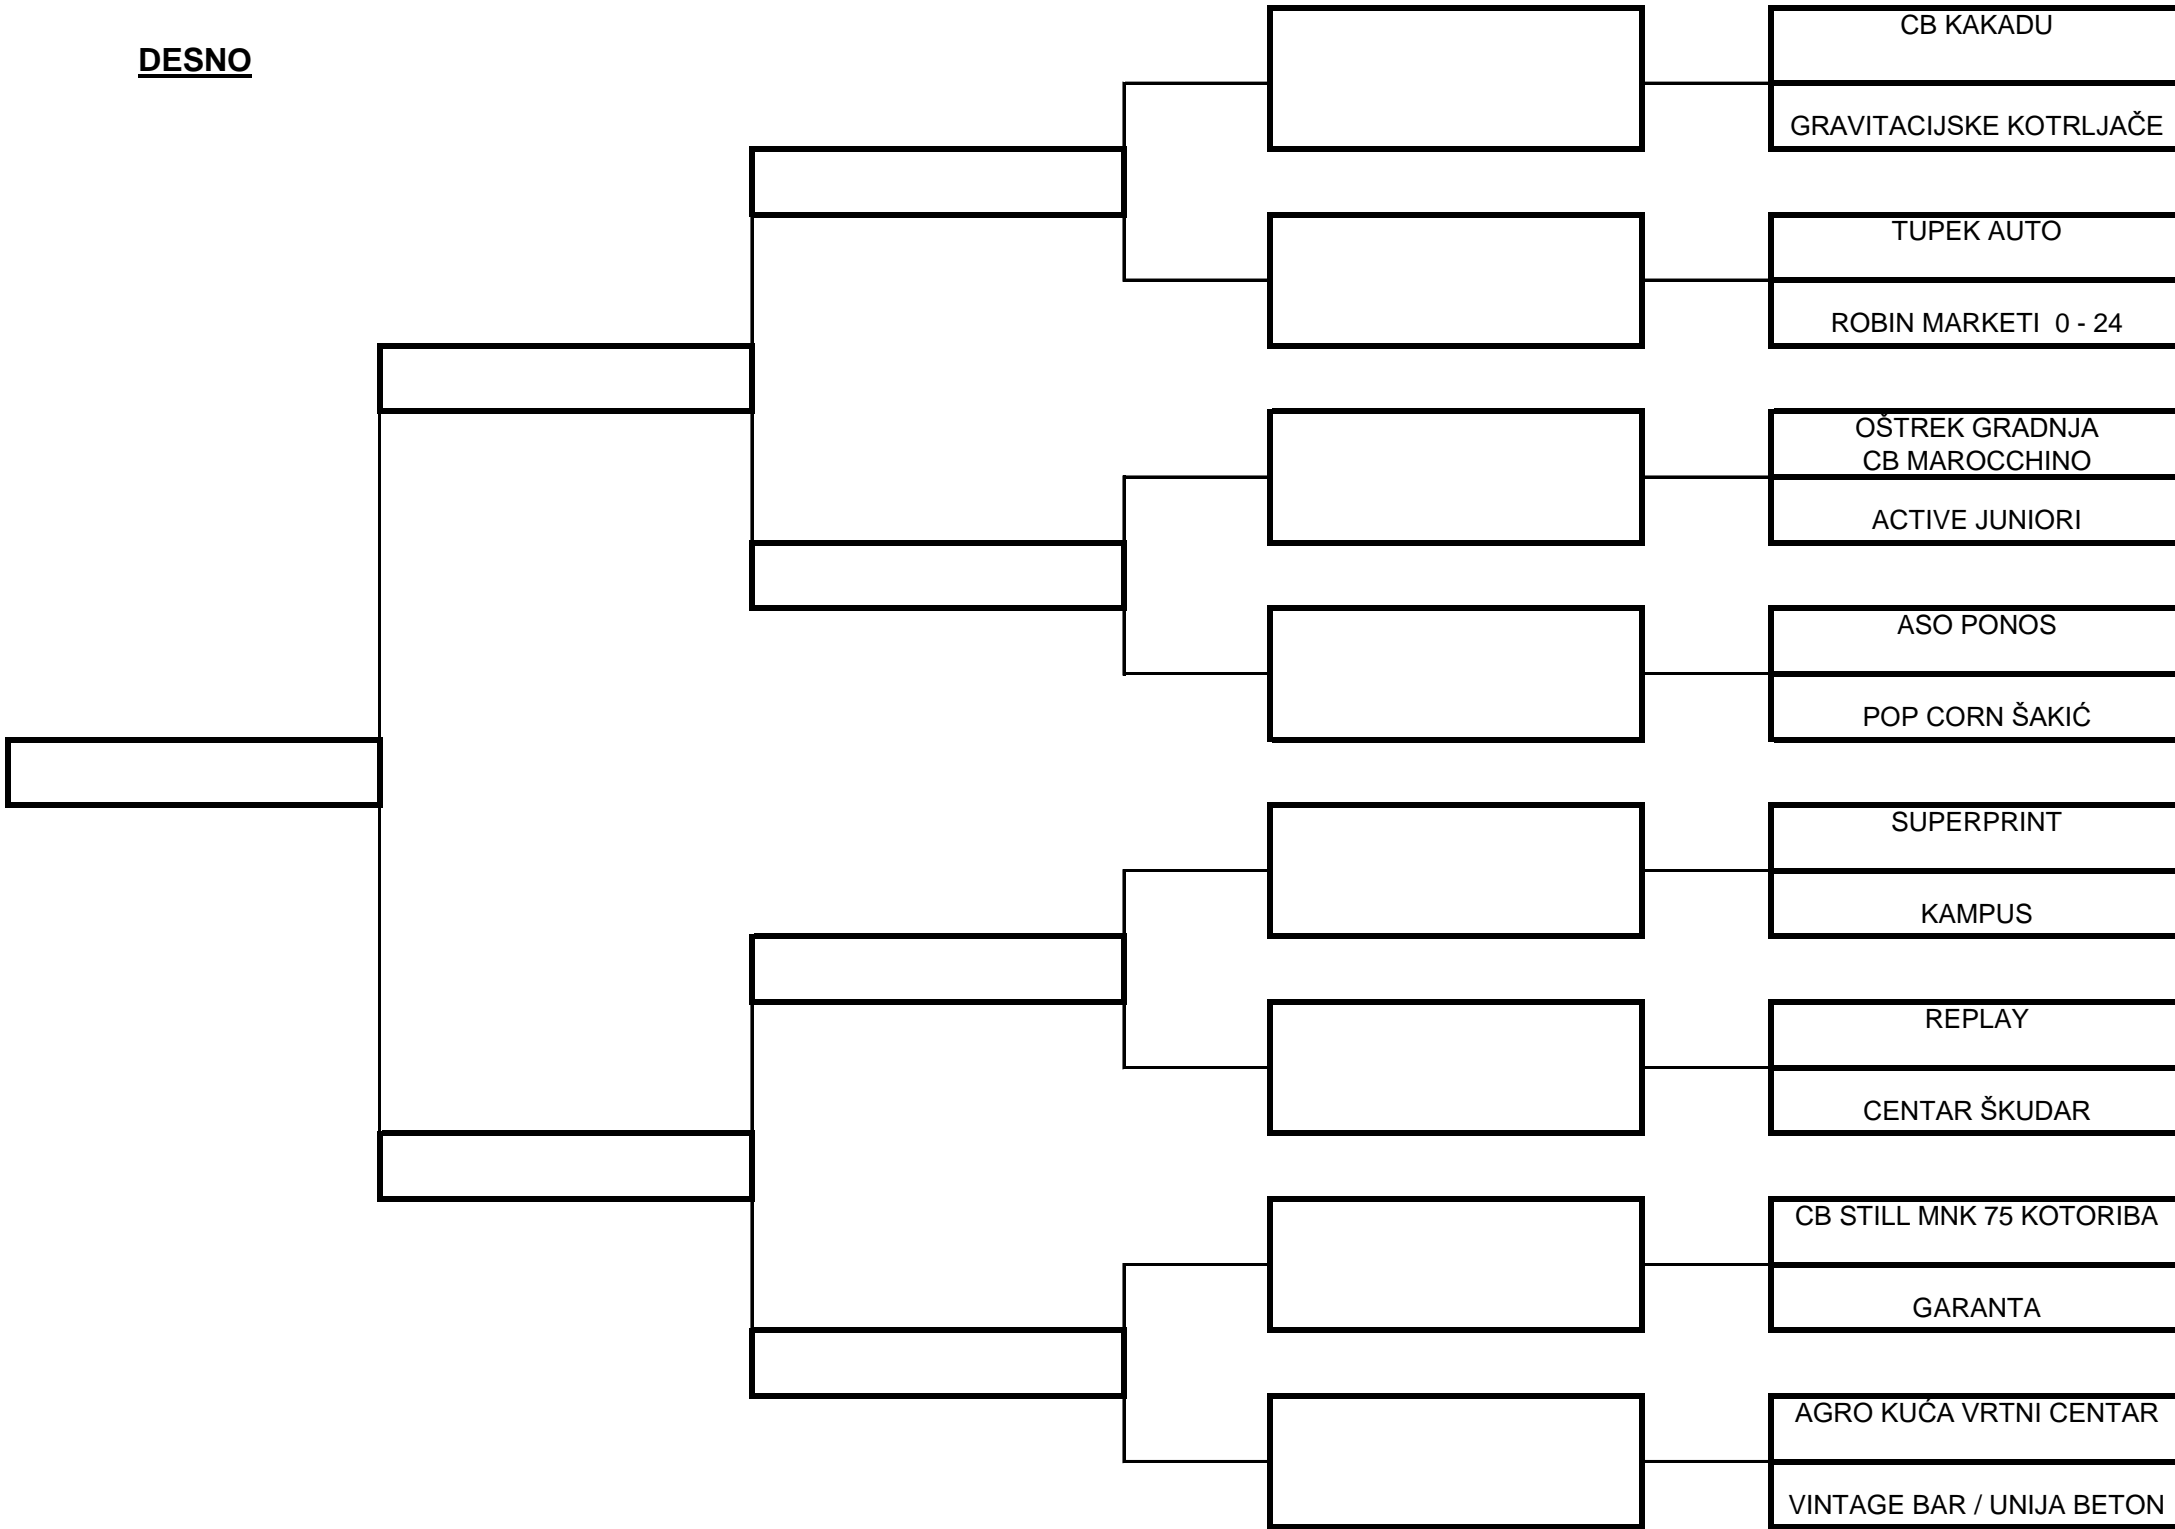 DESNO
CB KAKADU
GRAVITACIJSKE KOTRLJAČE
TUPEK AUTO
ROBIN MARKETI  0 - 24
OŠTREK GRADNJA
CB MAROCCHINO
ACTIVE JUNIORI
ASO PONOS
POP CORN ŠAKIĆ
SUPERPRINT
KAMPUS
REPLAY
CENTAR ŠKUDAR
CB STILL MNK 75 KOTORIBA
GARANTA
AGRO KUĆA VRTNI CENTAR
VINTAGE BAR / UNIJA BETON